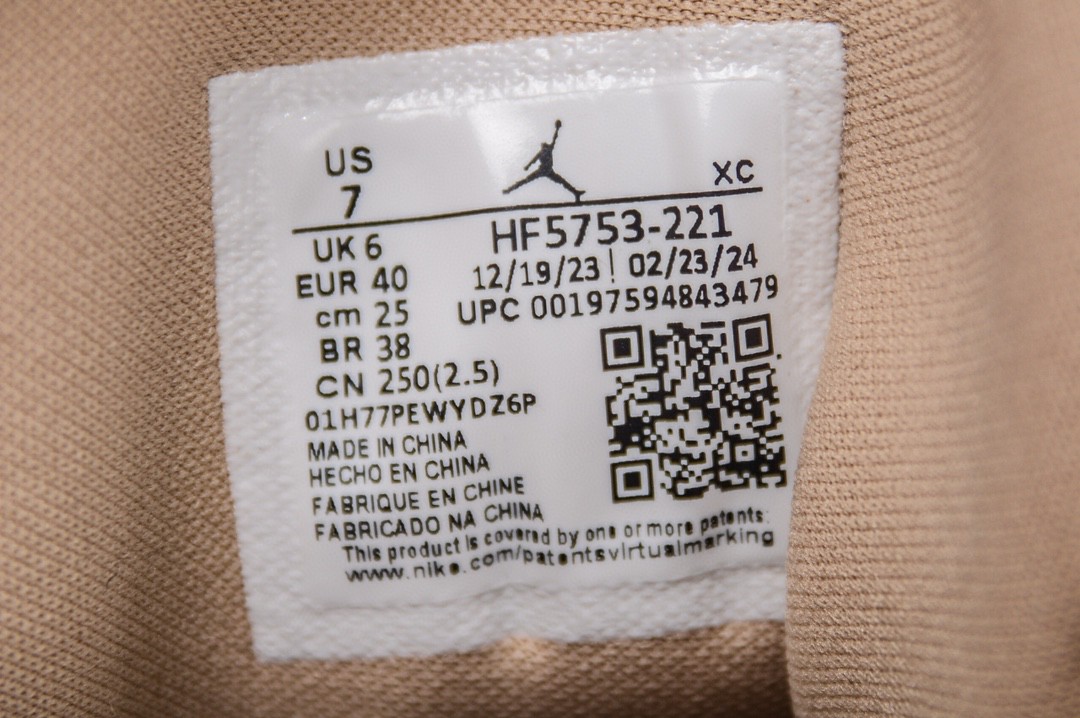 US
7
XC
UK 6
EUR 40
cm 25
BR 38
CN 250(2.5)
HF5753-221
12/19/23 | 02/23/24
UPC 00197594843479
01H77PEWYDZ6P
MADE IN CHINA
HECHO EN CHINA
FABRIQUE EN CHINE
FABRICADO NA CHINA
This product is covered by one or more patents:
www.nike.com/patentsvirtualmarking